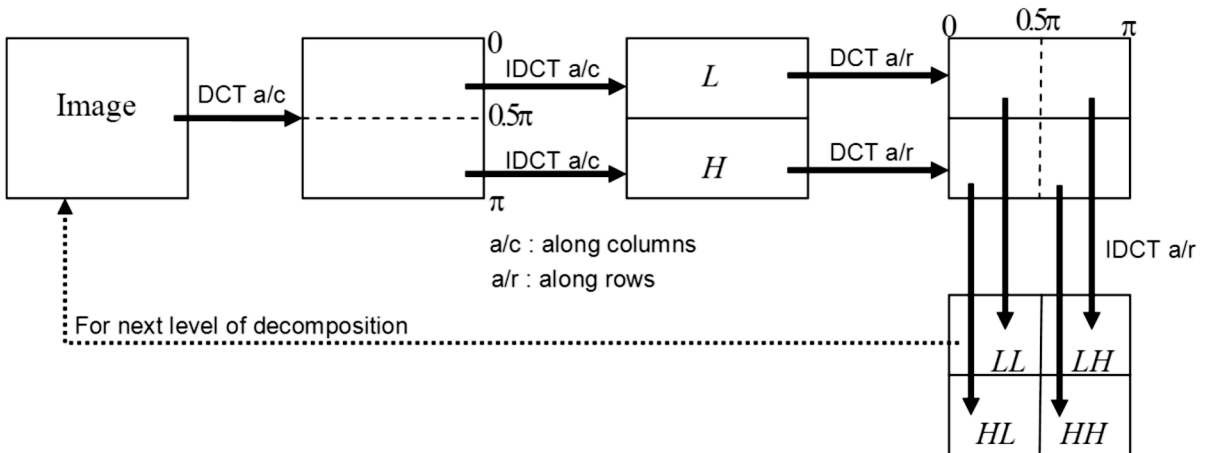 0 0.5π π
0
Image
DCT a/c
IDCT a/c
L
DCT a/r
0.5π
IDCT a/c
H
DCT a/r
π
a/c : along columns
a/r : along rows
IDCT a/r
For next level of decomposition
LL LH
HL HH